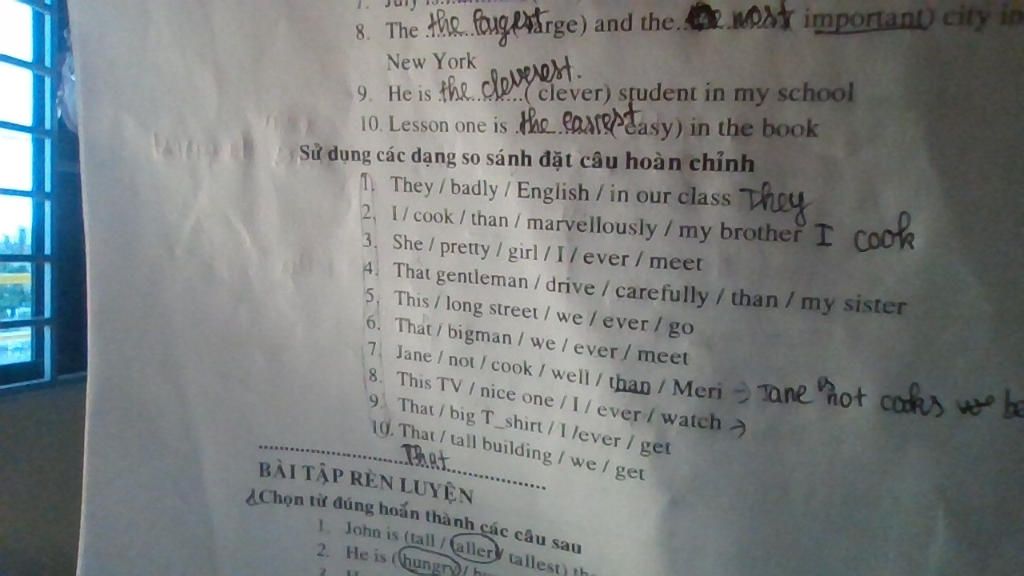 8. The the largest arge) and the most important) city in
New York
9. He is the cleverest. ( clever) student in my school
10. Lesson one is the easiest easy) in the book
Sử dụng các dạng so sánh đặt câu hoàn chỉnh
1. They / badly / English / in our class They
2. I / cook / than / marvellously / my brother I cook
3. She / pretty / girl / I / ever / meet
4. That gentleman / drive / carefully / than / my sister
5. This / long street / we / ever / go
6. That / bigman / we / ever / meet
7. Jane / not / cook / well / than / Meri → Jane not cooks be
8. This TV / nice one / I / ever / watch →
9. That / big T_shirt / I /ever / get
10. That / tall building / we / get
That
BÀI TẬP RÈN LUYỆN
Chọn từ đúng hoàn thành các câu sau
1. John is (tall / taller / tallest) th
2. He is (hungry /